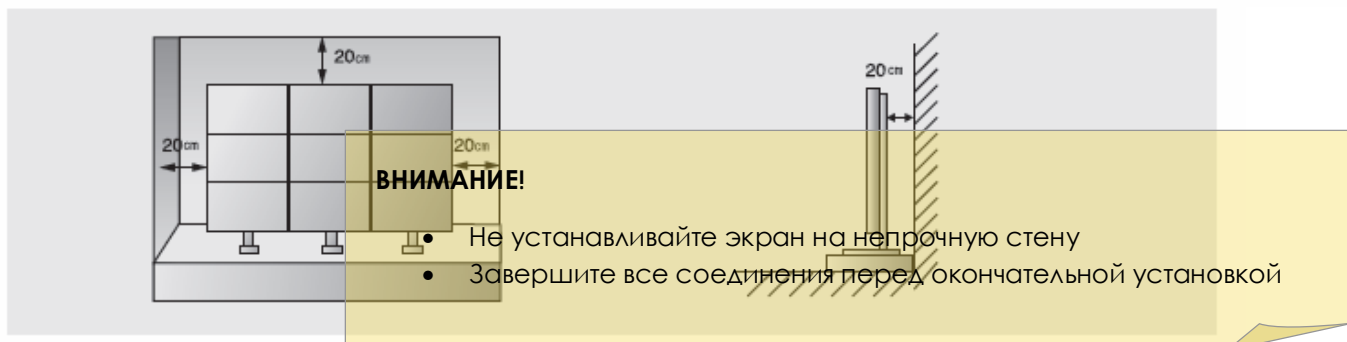 20cm
20cm
20cm
20cm
ВНИМАНИЕ!
• Не устанавливайте экран на непрочную стену
• Завершите все соединения перед окончательной установкой